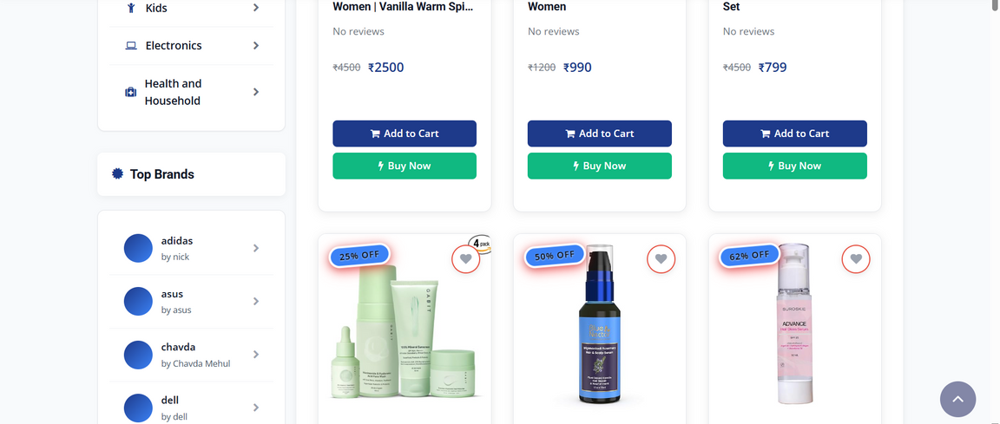 Kids
Electronics
Health and
Household
Top Brands
adidas
by nick
asus
by asus
chavda
by Chavda Mehul
dell
by dell
Women | Vanilla Warm Spi...
No reviews
₹4500 ₹2500
Add to Cart
Buy Now
Women
No reviews
₹1200 ₹990
Add to Cart
Buy Now
Set
No reviews
₹4500 ₹799
Add to Cart
Buy Now
25% OFF
4 pack
GABIT
50% OFF
62% OFF
ADVANCE